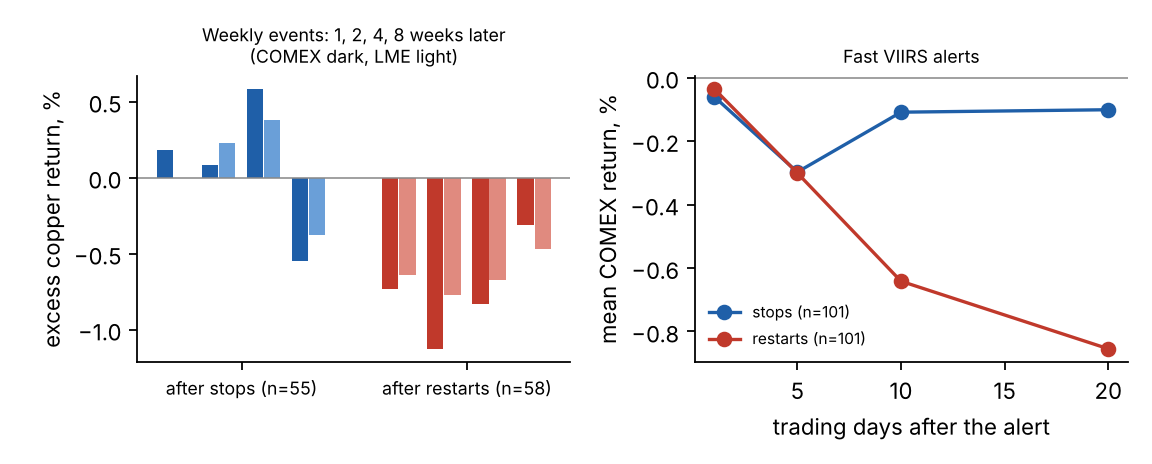 Weekly events: 1, 2, 4, 8 weeks later
(COMEX dark, LME light)
excess copper return, %
0.5
0.0
−0.5
−1.0
after stops (n=55)
after restarts (n=58)
Fast VIIRS alerts
mean COMEX return, %
0.0
−0.2
−0.4
−0.6
−0.8
stops (n=101)
restarts (n=101)
5
10
15
20
trading days after the alert